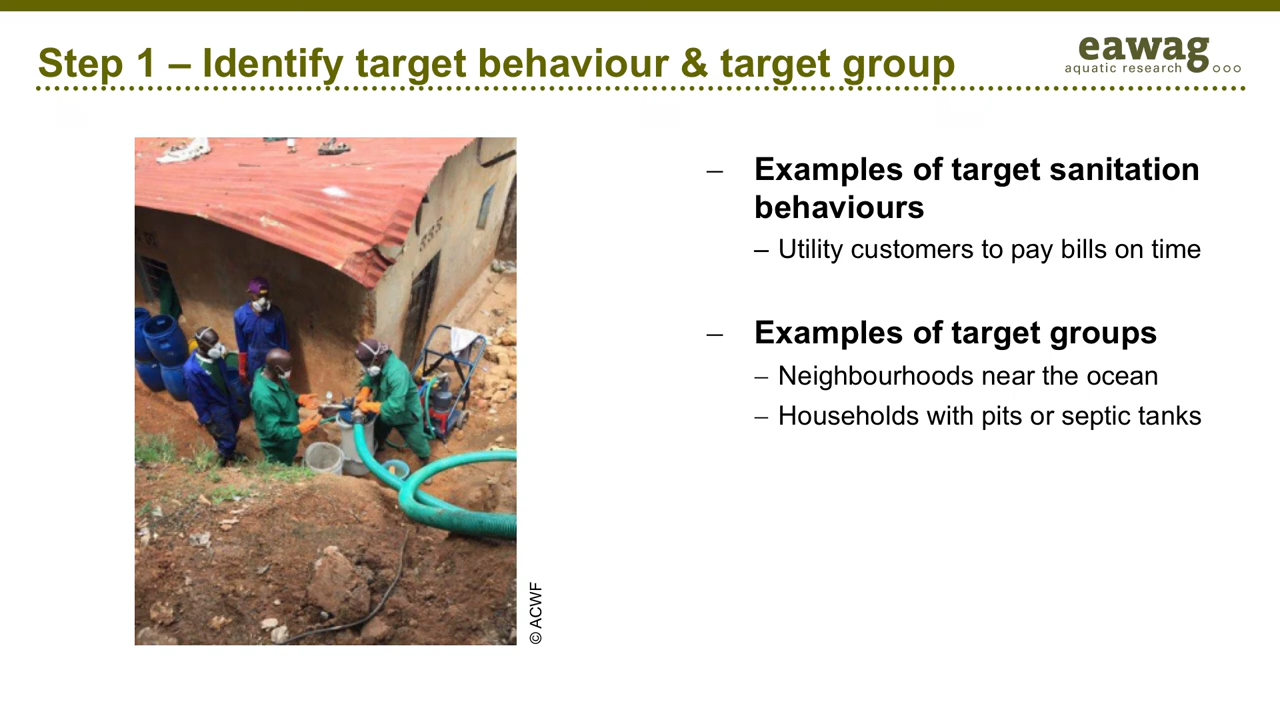 Step 1 – Identify target behaviour & target group
eawag
aquatic research
– Examples of target sanitation
behaviours
– Utility customers to pay bills on time
– Examples of target groups
– Neighbourhoods near the ocean
– Households with pits or septic tanks
© ACWF